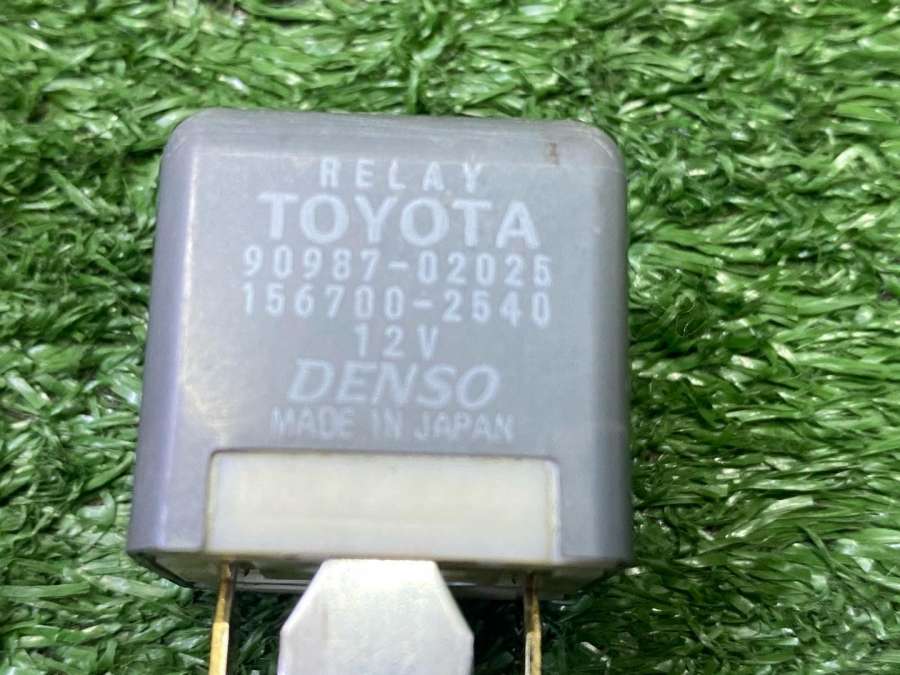 RELAY
TOYOTA
90987-02025
156700-2540
12V
DENSO
MADE IN JAPAN